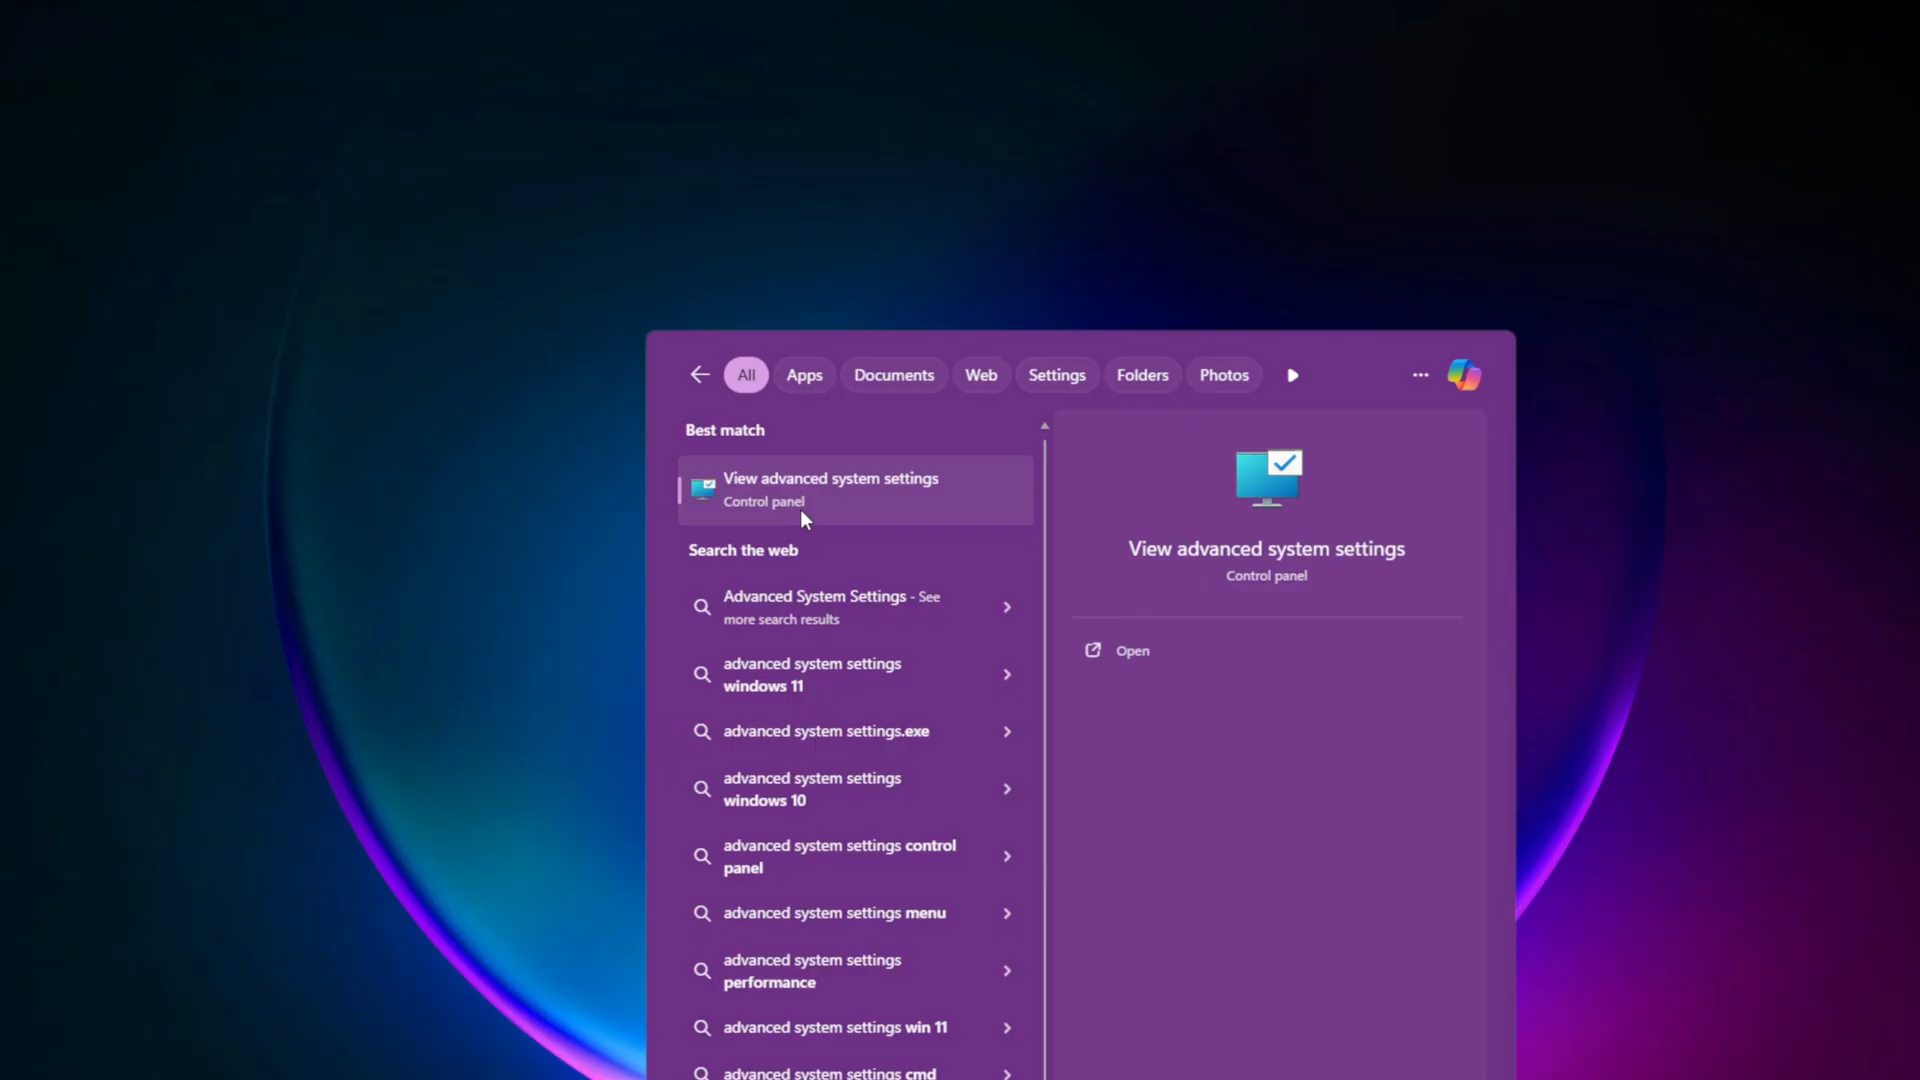 All Apps Documents Web Settings Folders Photos
Best match
View advanced system settings
Control panel
Search the web
Advanced System Settings - See
more search results
advanced system settings
windows 11
advanced system settings.exe
advanced system settings
windows 10
advanced system settings control
panel
advanced system settings menu
advanced system settings
performance
advanced system settings win 11
advanced system settings cmd
View advanced system settings
Control panel
Open